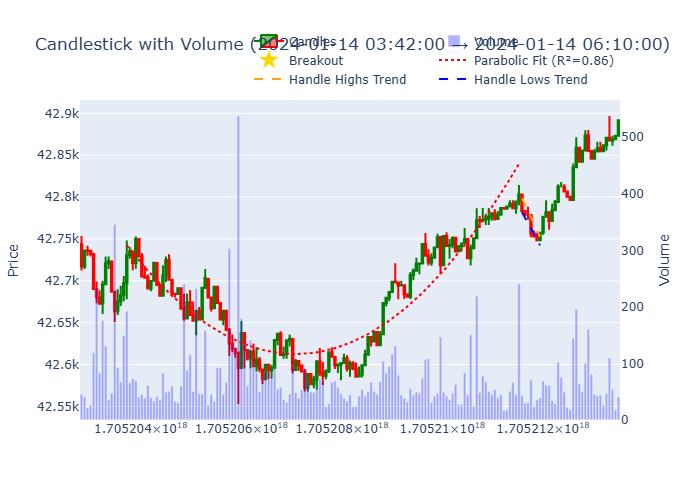 Candlestick with Volume (2024-01-14 03:42:00 → 2024-01-14 06:10:00)
Candles
Volume
Breakout
Parabolic Fit (R²=0.86)
Handle Highs Trend
Handle Lows Trend
42.9k
42.85k
42.8k
42.75k
42.7k
42.65k
42.6k
42.55k
Price
500
400
300
200
100
0
Volume
1.705204×10¹⁸
1.705206×10¹⁸
1.705208×10¹⁸
1.70521×10¹⁸
1.705212×10¹⁸